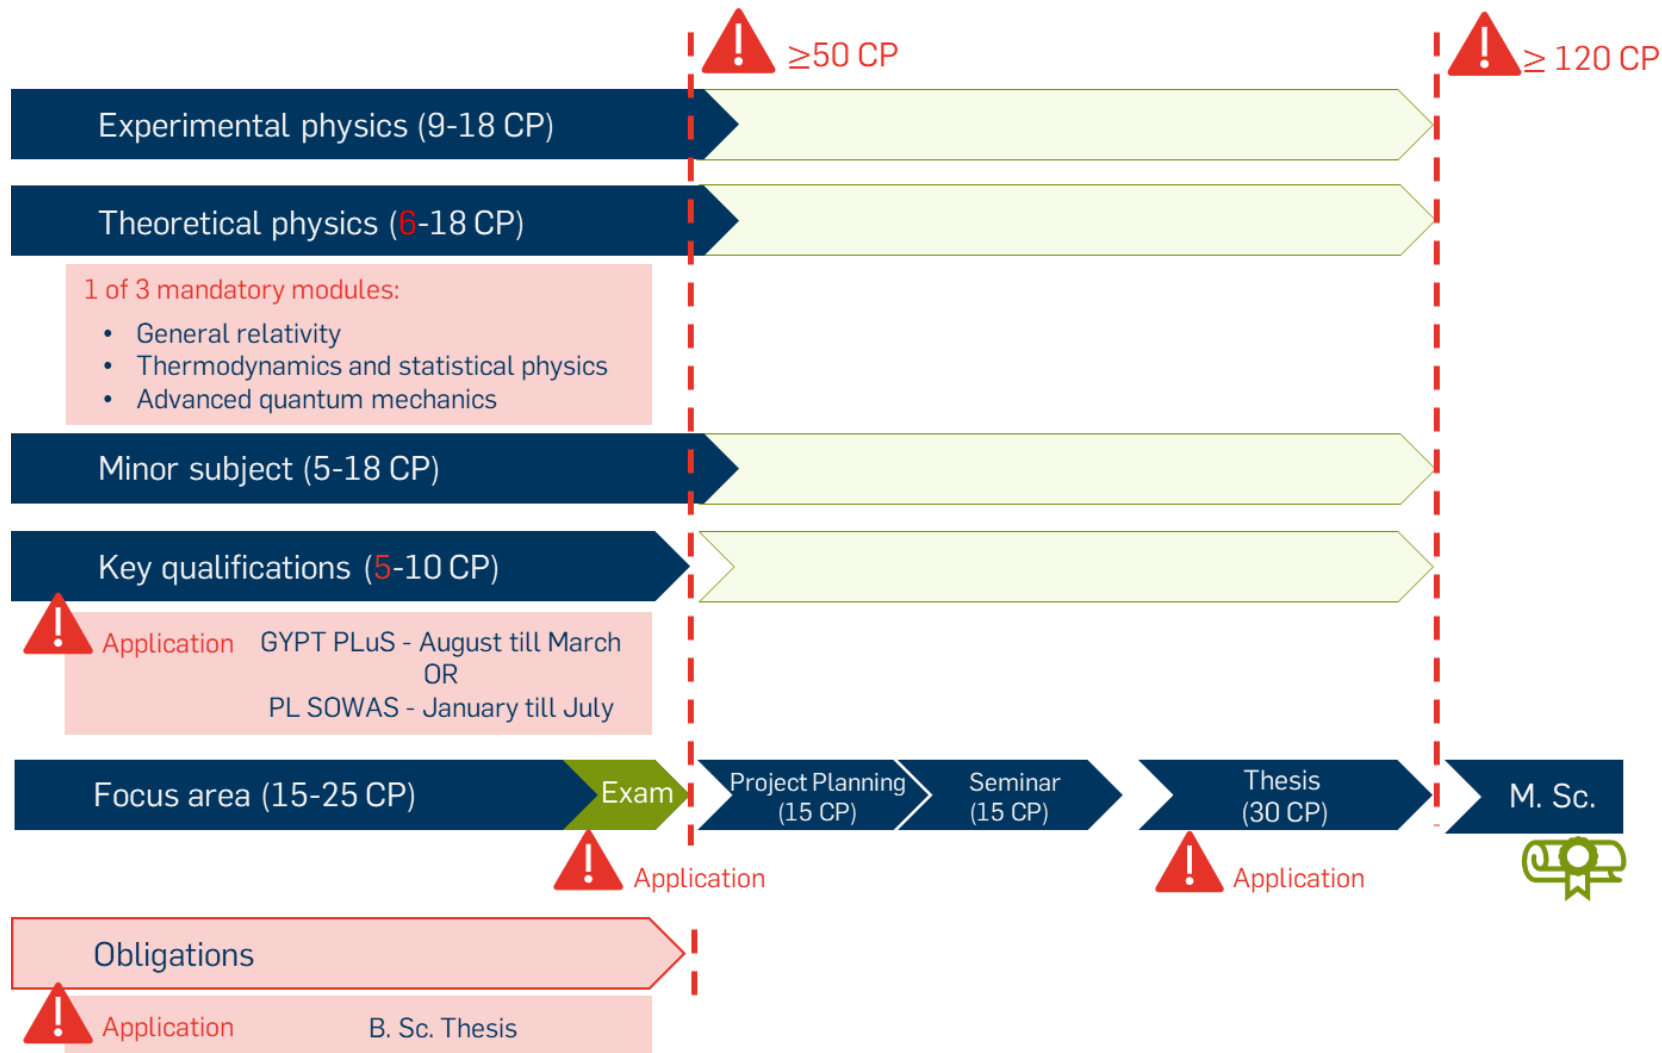 ≥50 CP
≥ 120 CP
Experimental physics (9-18 CP)
Theoretical physics (6-18 CP)
1 of 3 mandatory modules:
• General relativity
• Thermodynamics and statistical physics
• Advanced quantum mechanics
Minor subject (5-18 CP)
Key qualifications (5-10 CP)
Application GYPT PLuS - August till March
OR
PL SOWAS - January till July
Focus area (15-25 CP)
Exam
Project Planning
(15 CP)
Seminar
(15 CP)
Thesis
(30 CP)
M. Sc.
Application
Application
Obligations
Application B. Sc. Thesis